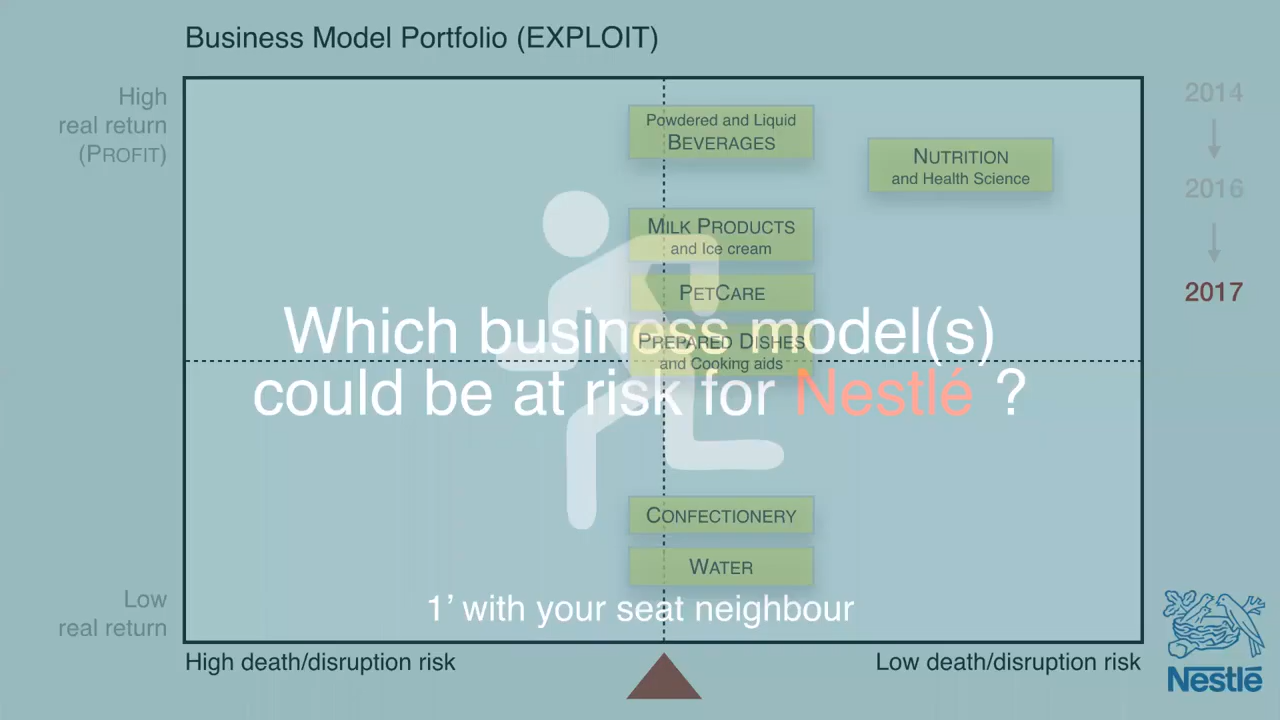 Business Model Portfolio (EXPLOIT)
High
real return
(PROFIT)
2014
2016
2017
Powdered and Liquid
BEVERAGES
NUTRITION
and Health Science
MILK PRODUCTS
and Ice cream
PETCARE
PREPARED DISHES
and Cooking aids
Which business model(s)
could be at risk for Nestlé ?
CONFECTIONERY
WATER
1’ with your seat neighbour
Low
real return
High death/disruption risk
Low death/disruption risk
Nestlé